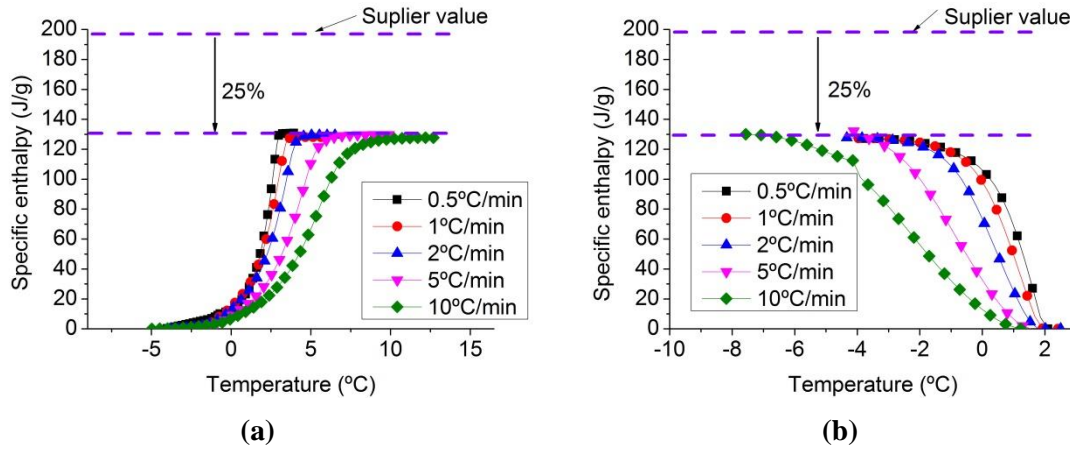 Suplier value
200
180
160
140
120
100
80
60
40
20
0
Specific enthalpy (J/g)
25%
0.5ºC/min
1ºC/min
2ºC/min
5ºC/min
10ºC/min
-5 0 5 10 15
Temperature (ºC)
(a)
Suplier value
200
180
160
140
120
100
80
60
40
20
0
Specific enthalpy (J/g)
25%
0.5ºC/min
1ºC/min
2ºC/min
5ºC/min
10ºC/min
-10 -8 -6 -4 -2 0 2
Temperature (ºC)
(b)